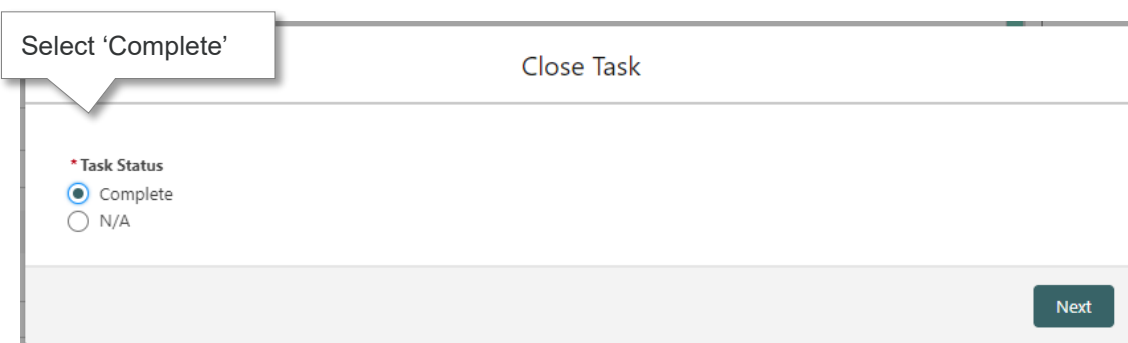 Select ‘Complete’
Close Task
*Task Status
Complete
N/A
Next